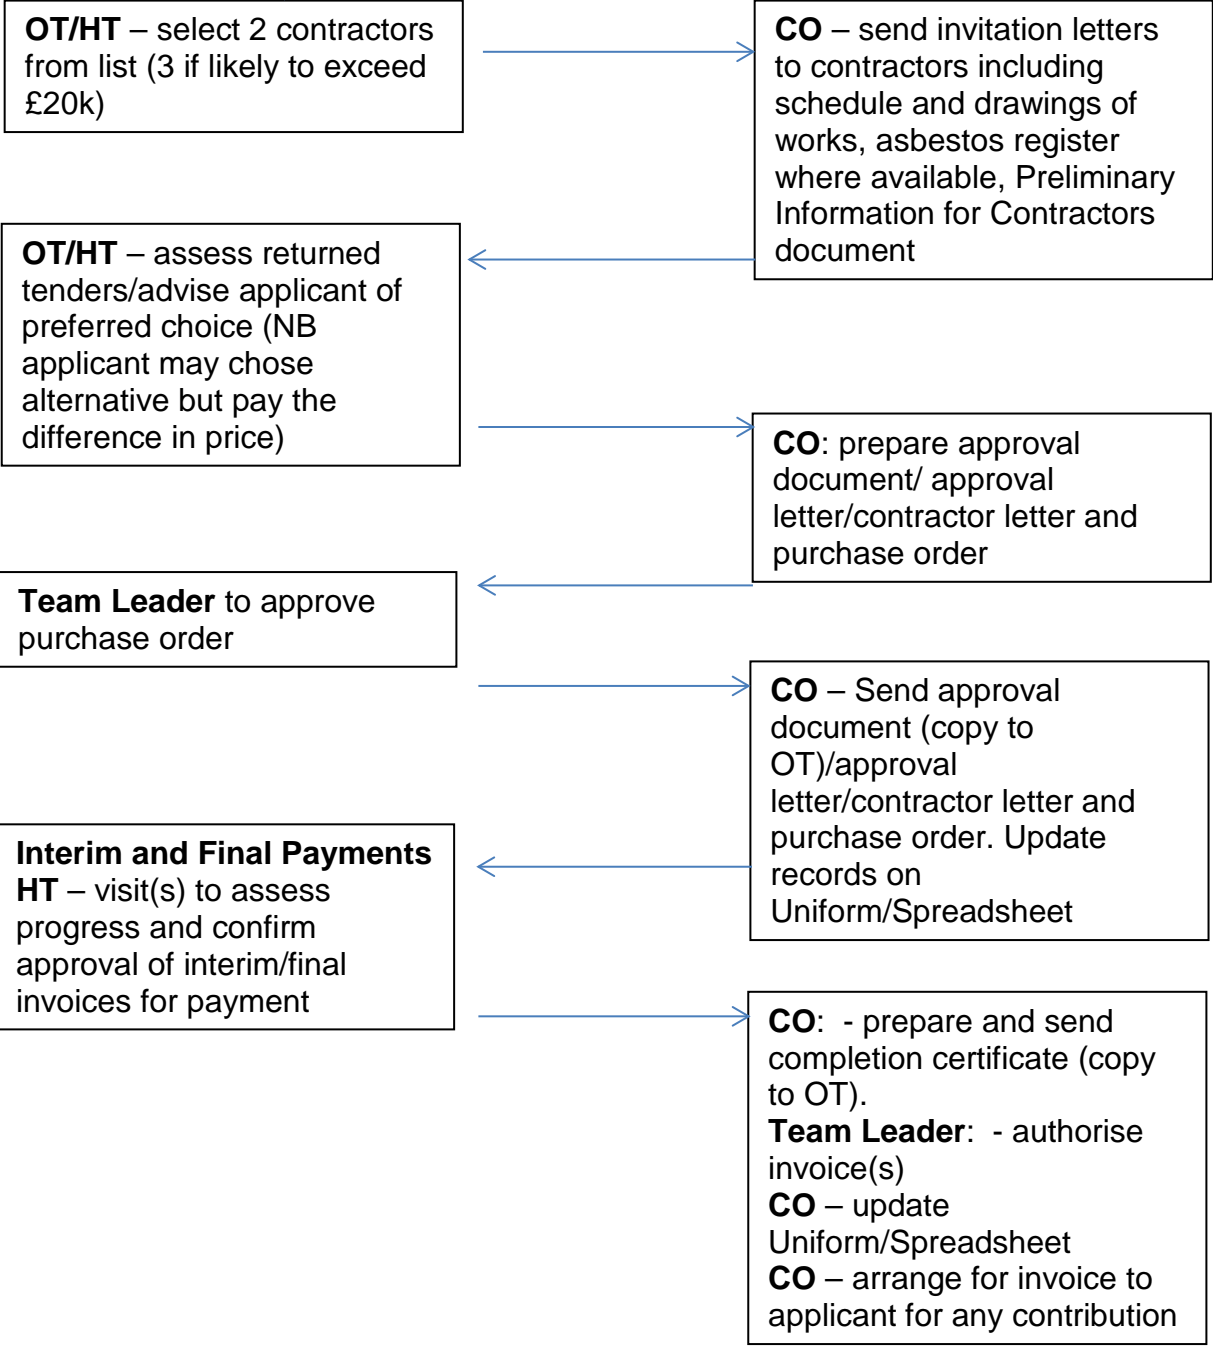 OT/HT – select 2 contractors
from list (3 if likely to exceed
£20k)
CO – send invitation letters
to contractors including
schedule and drawings of
works, asbestos register
where available, Preliminary
Information for Contractors
document
OT/HT – assess returned
tenders/advise applicant of
preferred choice (NB
applicant may chose
alternative but pay the
difference in price)
CO: prepare approval
document/ approval
letter/contractor letter and
purchase order
Team Leader to approve
purchase order
CO – Send approval
document (copy to
OT)/approval
letter/contractor letter and
purchase order. Update
records on
Uniform/Spreadsheet
Interim and Final Payments
HT – visit(s) to assess
progress and confirm
approval of interim/final
invoices for payment
CO:  - prepare and send
completion certificate (copy
to OT).
Team Leader:  - authorise
invoice(s)
CO – update
Uniform/Spreadsheet
CO – arrange for invoice to
applicant for any contribution